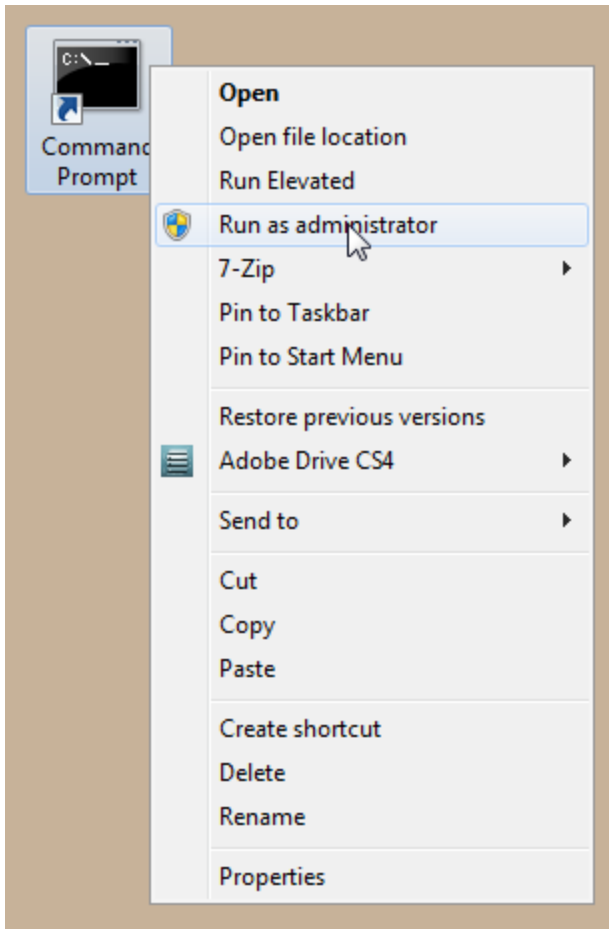 C:\_
Command
Prompt
Open
Open file location
Run Elevated
Run as administrator
7-Zip
Pin to Taskbar
Pin to Start Menu
Restore previous versions
Adobe Drive CS4
Send to
Cut
Copy
Paste
Create shortcut
Delete
Rename
Properties